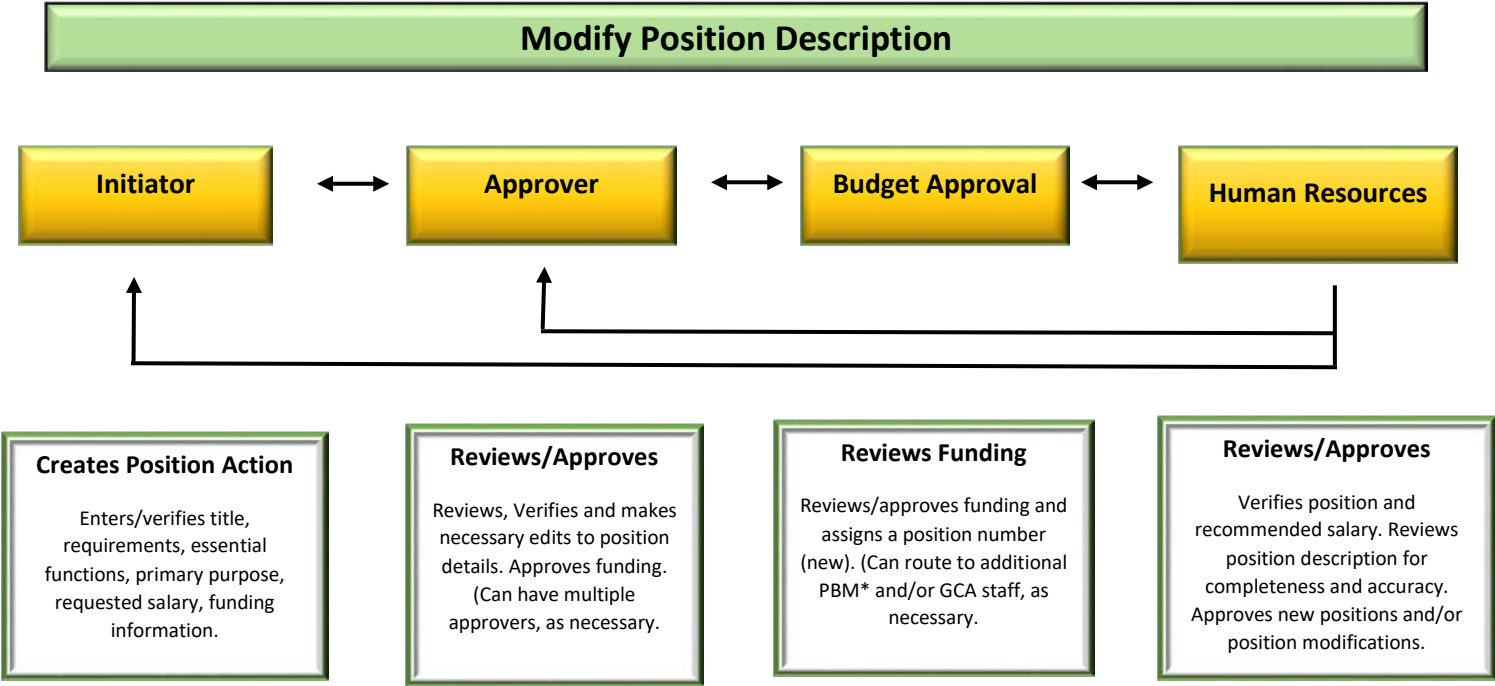 Modify Position Description
Initiator
Approver
Budget Approval
Human Resources
Creates Position Action
Enters/verifies title,
requirements, essential
functions, primary purpose,
requested salary, funding
information.
Reviews/Approves
Reviews, Verifies and makes
necessary edits to position
details. Approves funding.
(Can have multiple
approvers, as necessary.
Reviews Funding
Reviews/approves funding and
assigns a position number
(new). (Can route to additional
PBM* and/or GCA staff, as
necessary.
Reviews/Approves
Verifies position and
recommended salary. Reviews
position description for
completeness and accuracy.
Approves new positions and/or
position modifications.